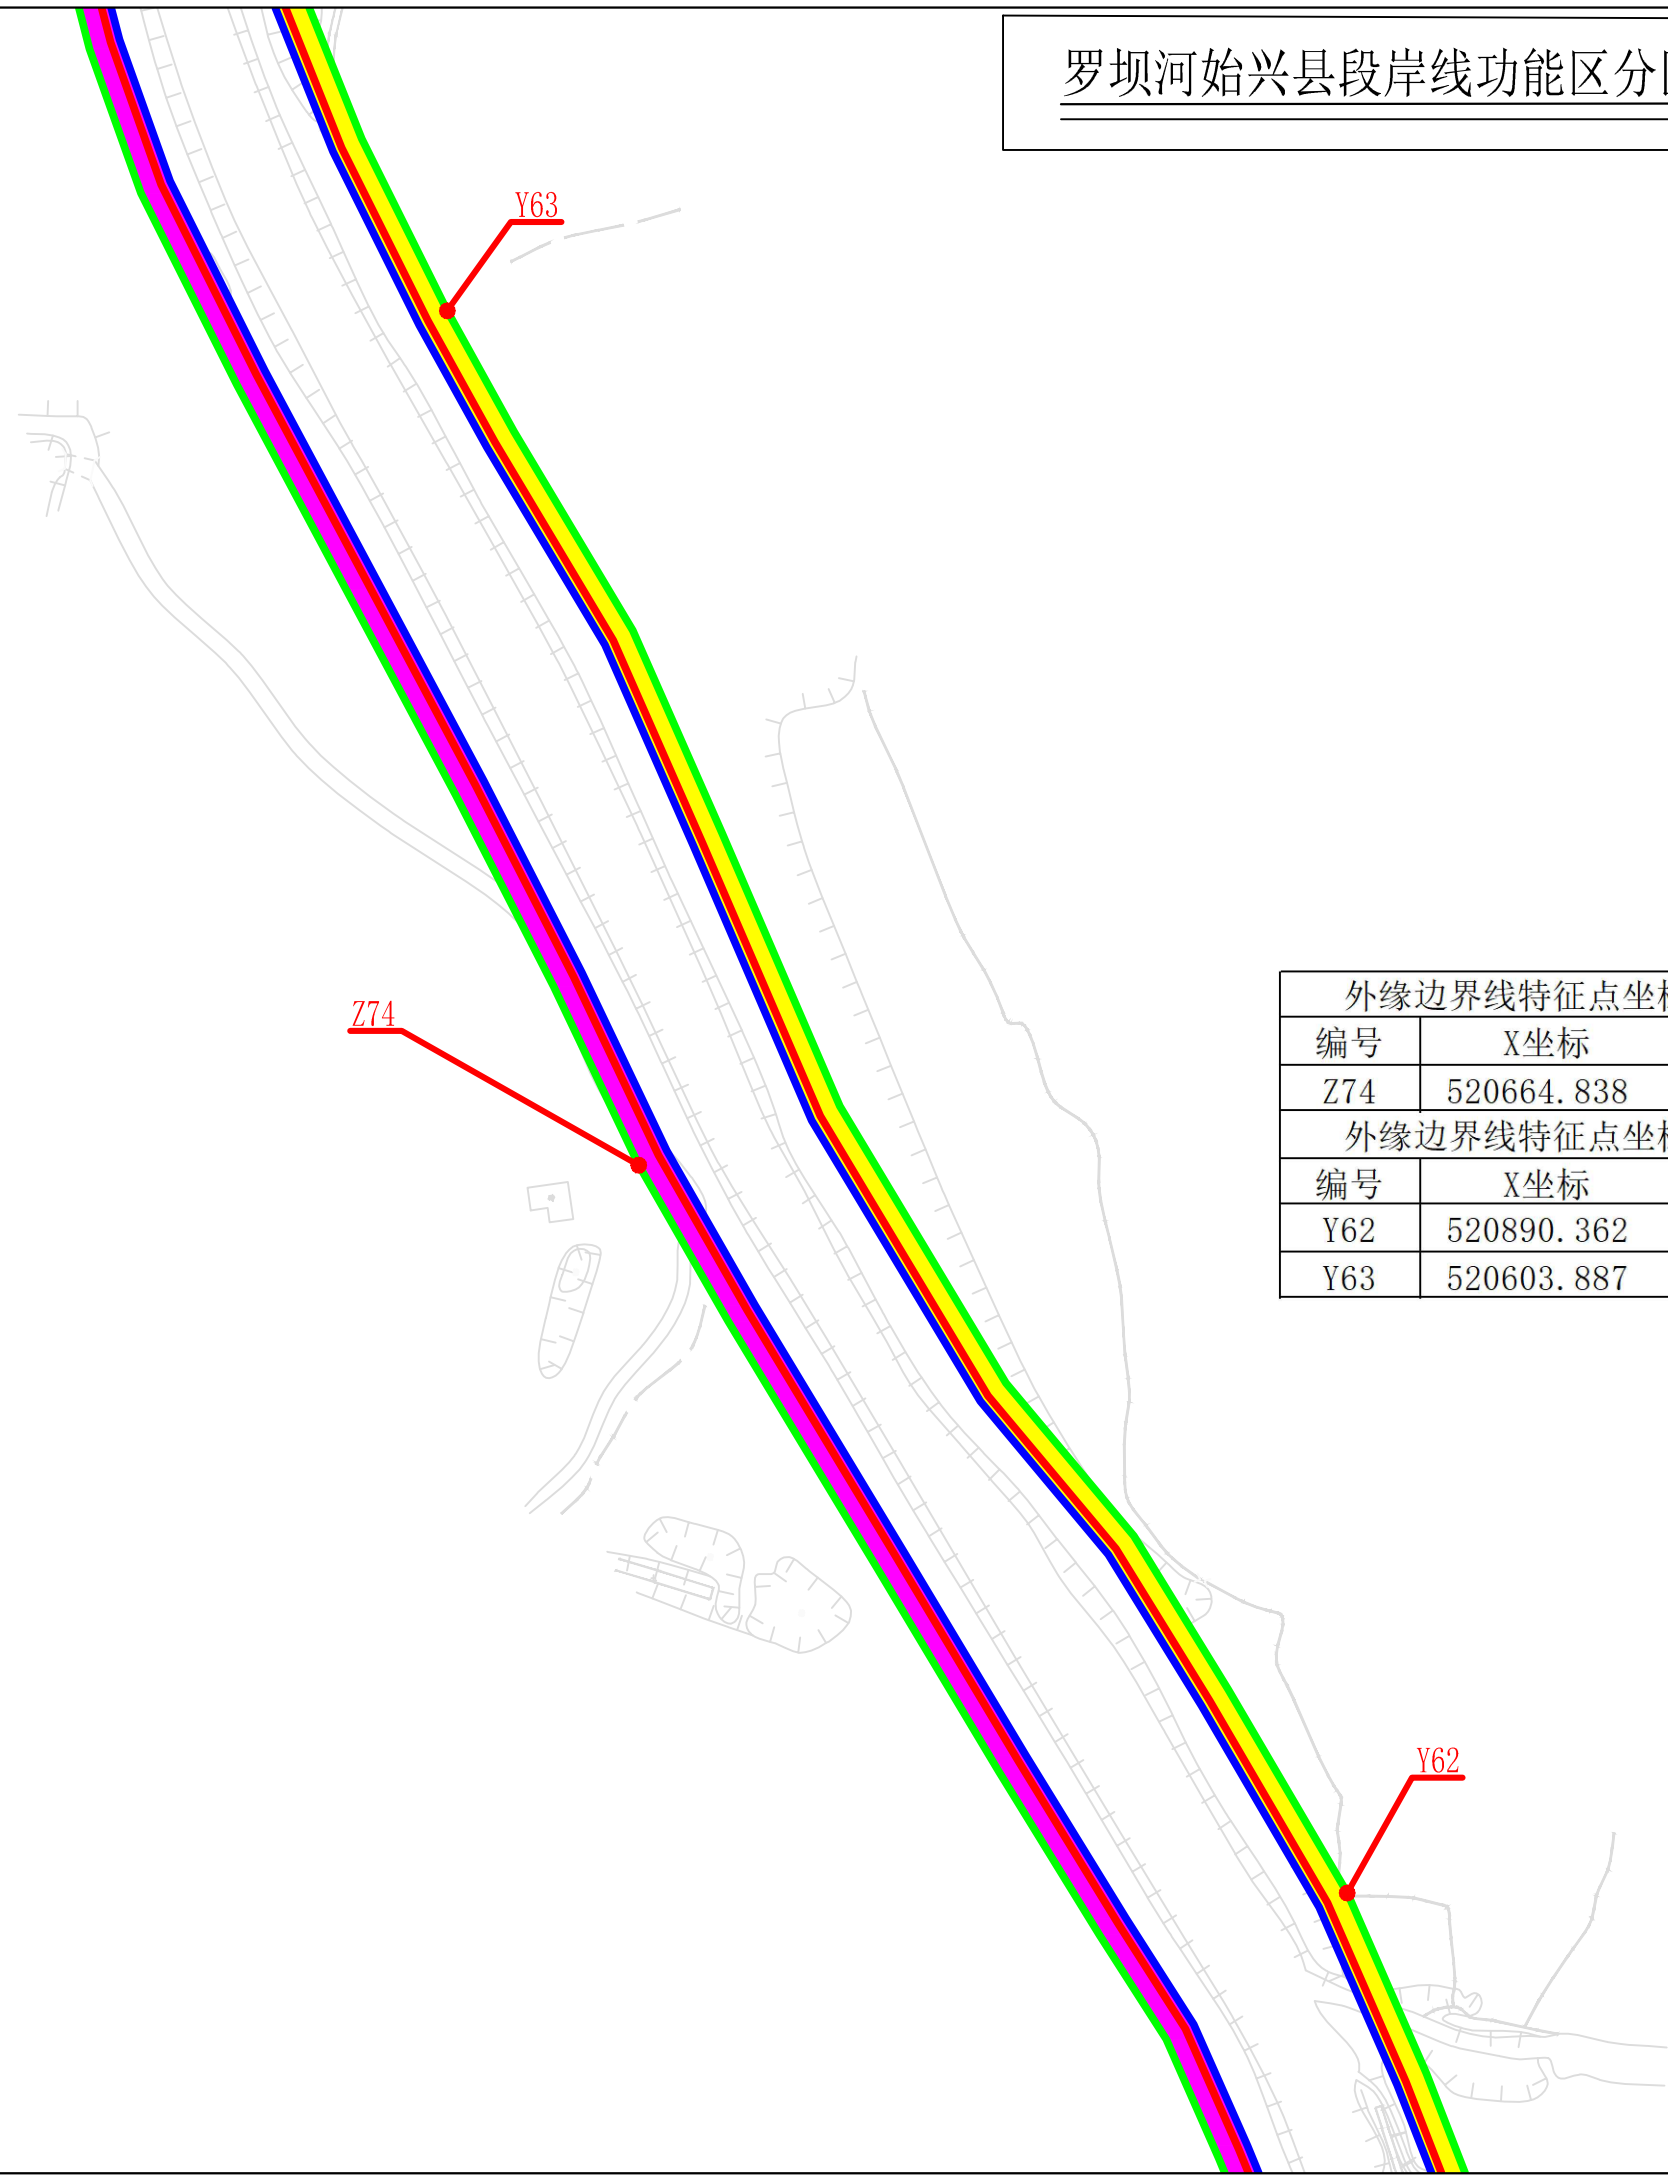 罗坝河始兴县段岸线功能区分
Y63
Z74
外缘边界线特征点坐
编号 X坐标
Z74 520664.838
外缘边界线特征点坐
编号 X坐标
Y62 520890.362
Y63 520603.887
Y62